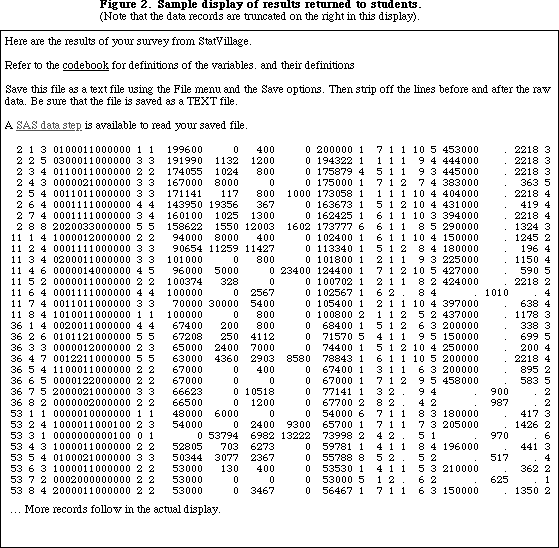 Figure 2. Sample display of results returned to students.
(Note that the data records are truncated on the right in this display).
Here are the results of your survey from StatVillage.
Refer to the codebook for definitions of the variables. and their definitions
Save this file as a text file using the File menu and the Save options. Then strip off the lines before and after the raw
data. Be sure that the file is saved as a TEXT file.
A SAS data step is available to read your saved file.
2 1 3 0100011000000 1 1 199600 0 400 0 200000 1 7 1 1 10 5 453000 . 2218 3
2 2 5 0300011000000 3 3 191990 1132 1200 0 194322 1 1 1 1 9 4 444000 . 2218 3
2 3 4 0110001100000 2 2 174055 1024 800 0 175879 4 5 1 1 9 3 445000 . 2218 3
2 4 3 0000021000000 3 3 167000 8000 0 0 175000 1 7 1 2 7 4 383000 . 363 5
2 5 4 0011011000000 3 3 171141 117 800 1000 173058 1 1 1 1 10 4 404000 . 2218 4
2 6 4 0001111000000 4 4 143950 19356 367 0 163673 1 5 1 2 10 4 431000 . 419 4
2 7 4 0001111000000 3 4 160100 1025 1300 0 162425 1 6 1 1 10 3 394000 . 2218 4
2 8 8 2020033000000 5 5 158622 1550 12003 1602 173777 6 6 1 1 8 5 290000 . 1324 3
11 1 4 1000012000000 2 2 94000 8000 400 0 102400 1 6 1 1 10 4 150000 . 1245 2
11 2 4 0001111000000 3 3 90654 11259 11427 0 113340 1 5 1 2 8 4 180000 . 196 4
11 3 4 0200011000000 3 3 101000 0 800 0 101800 1 2 1 1 9 3 225000 . 1150 4
11 4 6 0000014000000 4 5 96000 5000 0 23400 124400 1 7 1 2 10 5 427000 . 590 5
11 5 2 0000011000000 2 2 100374 328 0 0 100702 1 2 1 1 8 2 424000 . 2218 2
11 6 4 0001111000000 4 4 100000 0 2567 0 102567 1 6 2 . 8 4 . 1010 . 4
11 7 4 0011011000000 3 3 70000 30000 5400 0 105400 1 2 1 1 10 4 397000 . 638 4
11 8 4 1010011000000 1 1 100000 0 800 0 100800 2 1 1 2 5 2 437000 . 1178 3
36 1 4 0020011000000 4 4 67400 200 800 0 68400 1 5 1 2 6 3 200000 . 338 3
36 2 6 0101121000000 5 5 67208 250 4112 0 71570 5 4 1 1 9 5 150000 . 699 5
36 3 3 0000012000000 2 3 65000 2400 7000 0 74400 1 5 1 2 10 4 250000 . 200 4
36 4 7 0012211000000 5 5 63000 4360 2903 8580 78843 1 6 1 1 10 5 200000 . 2218 4
36 5 4 1100011000000 2 2 67000 0 400 0 67400 1 3 1 1 6 3 200000 . 895 2
36 6 5 0000122000000 2 2 67000 0 0 0 67000 1 7 1 2 9 5 458000 . 583 5
36 7 5 2000021000000 3 3 66623 0 10518 0 77141 1 3 2 . 9 4 . 900 . 2
36 8 2 0000002000000 2 2 66500 0 1200 0 67700 2 8 2 . 4 2 . 987 . 2
53 1 1 0000010000000 1 1 48000 6000 0 0 54000 6 7 1 1 8 3 180000 . 417 3
53 2 4 1000011000100 2 3 54000 0 2400 9300 65700 1 7 1 1 7 3 205000 . 1426 2
53 3 1 0000000000100 0 1 0 53794 6982 13222 73998 2 4 2 . 5 1 . 970 . 6
53 4 3 1000011000000 2 2 52805 703 6273 0 59781 4 1 1 1 8 4 196000 . 441 3
53 5 4 1000021100000 3 3 50344 3077 2367 0 55788 8 5 2 . 5 2 . 517 . 4
53 6 3 1000011000000 2 2 53000 130 400 0 53530 1 4 1 1 5 3 210000 . 362 2
53 7 2 0002000000000 2 2 53000 0 0 0 53000 5 1 2 . 6 2 . 625 . 1
53 8 4 2000011000000 2 2 53000 0 3467 0 56467 1 7 1 1 6 3 150000 . 1350 2
… More records follow in the actual display.